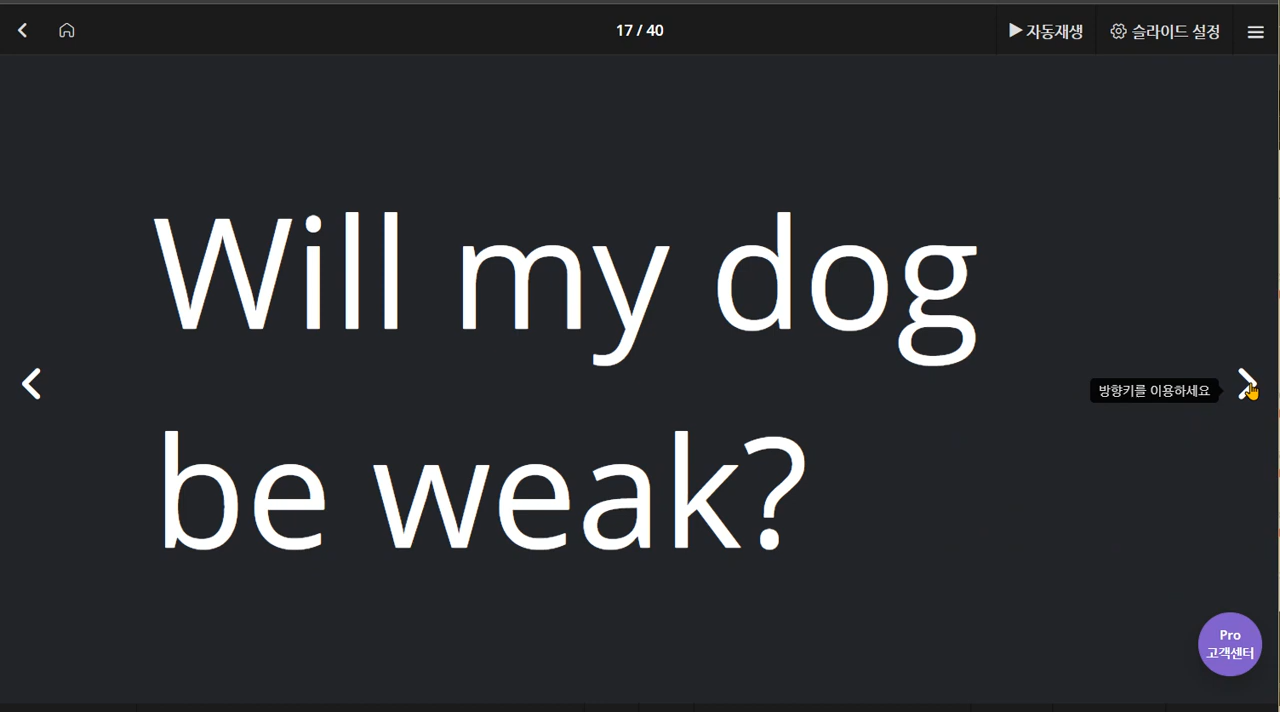 17 / 40
▶ 자동재생
슬라이드 설정
Will my dog
be weak?
방향키를 이용하세요
Pro
고객센터